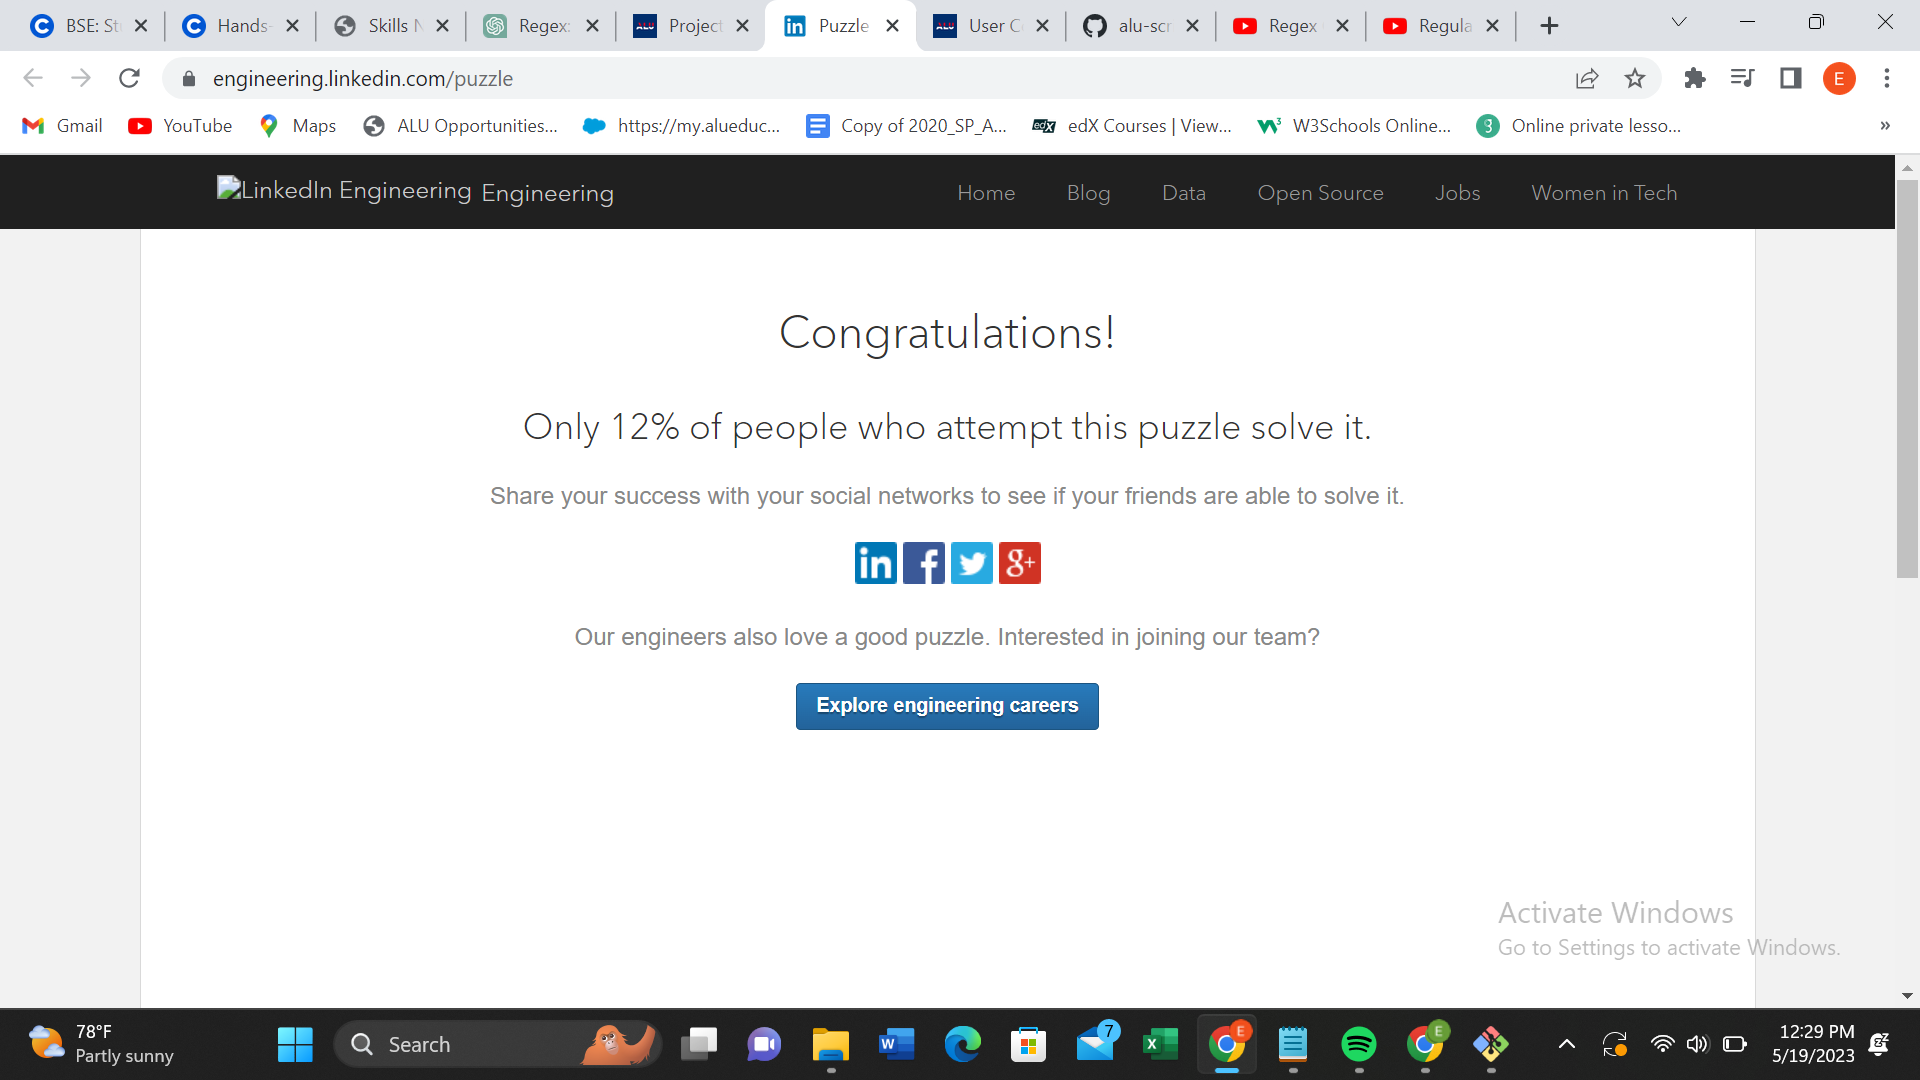 BSE: St
Hands-
Skills N
Regex:
Project
Puzzle
User C
alu-scr
Regex
Regula
engineering.linkedin.com/puzzle
E
Gmail
YouTube
Maps
ALU Opportunities...
https://my.alueduc...
Copy of 2020_SP_A...
edX Courses | View...
W3Schools Online...
Online private lesso...
»
LinkedIn Engineering Engineering
Home
Blog
Data
Open Source
Jobs
Women in Tech
Congratulations!
Only 12% of people who attempt this puzzle solve it.
Share your success with your social networks to see if your friends are able to solve it.
in f g+
Our engineers also love a good puzzle. Interested in joining our team?
Explore engineering careers
Activate Windows
Go to Settings to activate Windows.
78°F
Partly sunny
Search
7
12:29 PM
5/19/2023